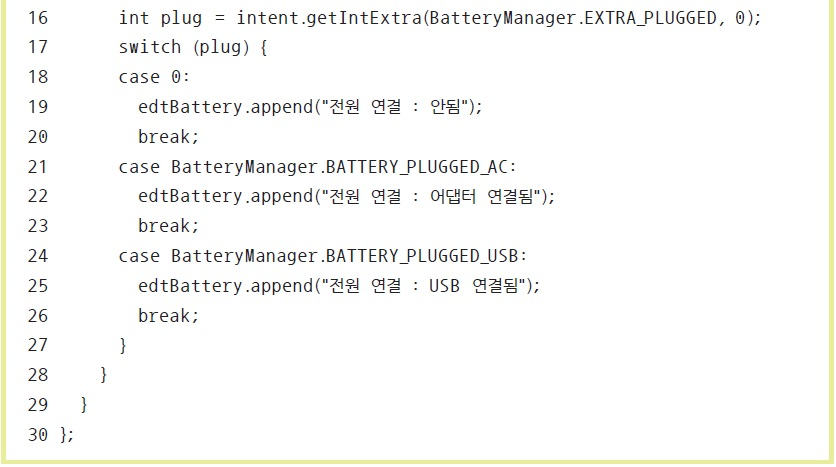 16 int plug = intent.getIntExtra(BatteryManager.EXTRA_PLUGGED, 0);
17 switch (plug) {
18 case 0:
19 edtBattery.append("전원 연결 : 안됨");
20 break;
21 case BatteryManager.BATTERY_PLUGGED_AC:
22 edtBattery.append("전원 연결 : 어댑터 연결됨");
23 break;
24 case BatteryManager.BATTERY_PLUGGED_USB:
25 edtBattery.append("전원 연결 : USB 연결됨");
26 break;
27 }
28 }
29 }
30 };